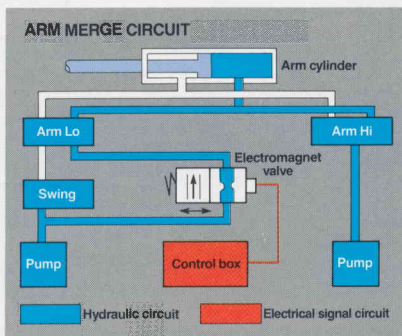 ARM MERGE CIRCUIT
Arm cylinder
Arm Lo
Arm Hi
Electromagnet
valve
Swing
Pump
Control box
Pump
Hydraulic circuit
Electrical signal circuit